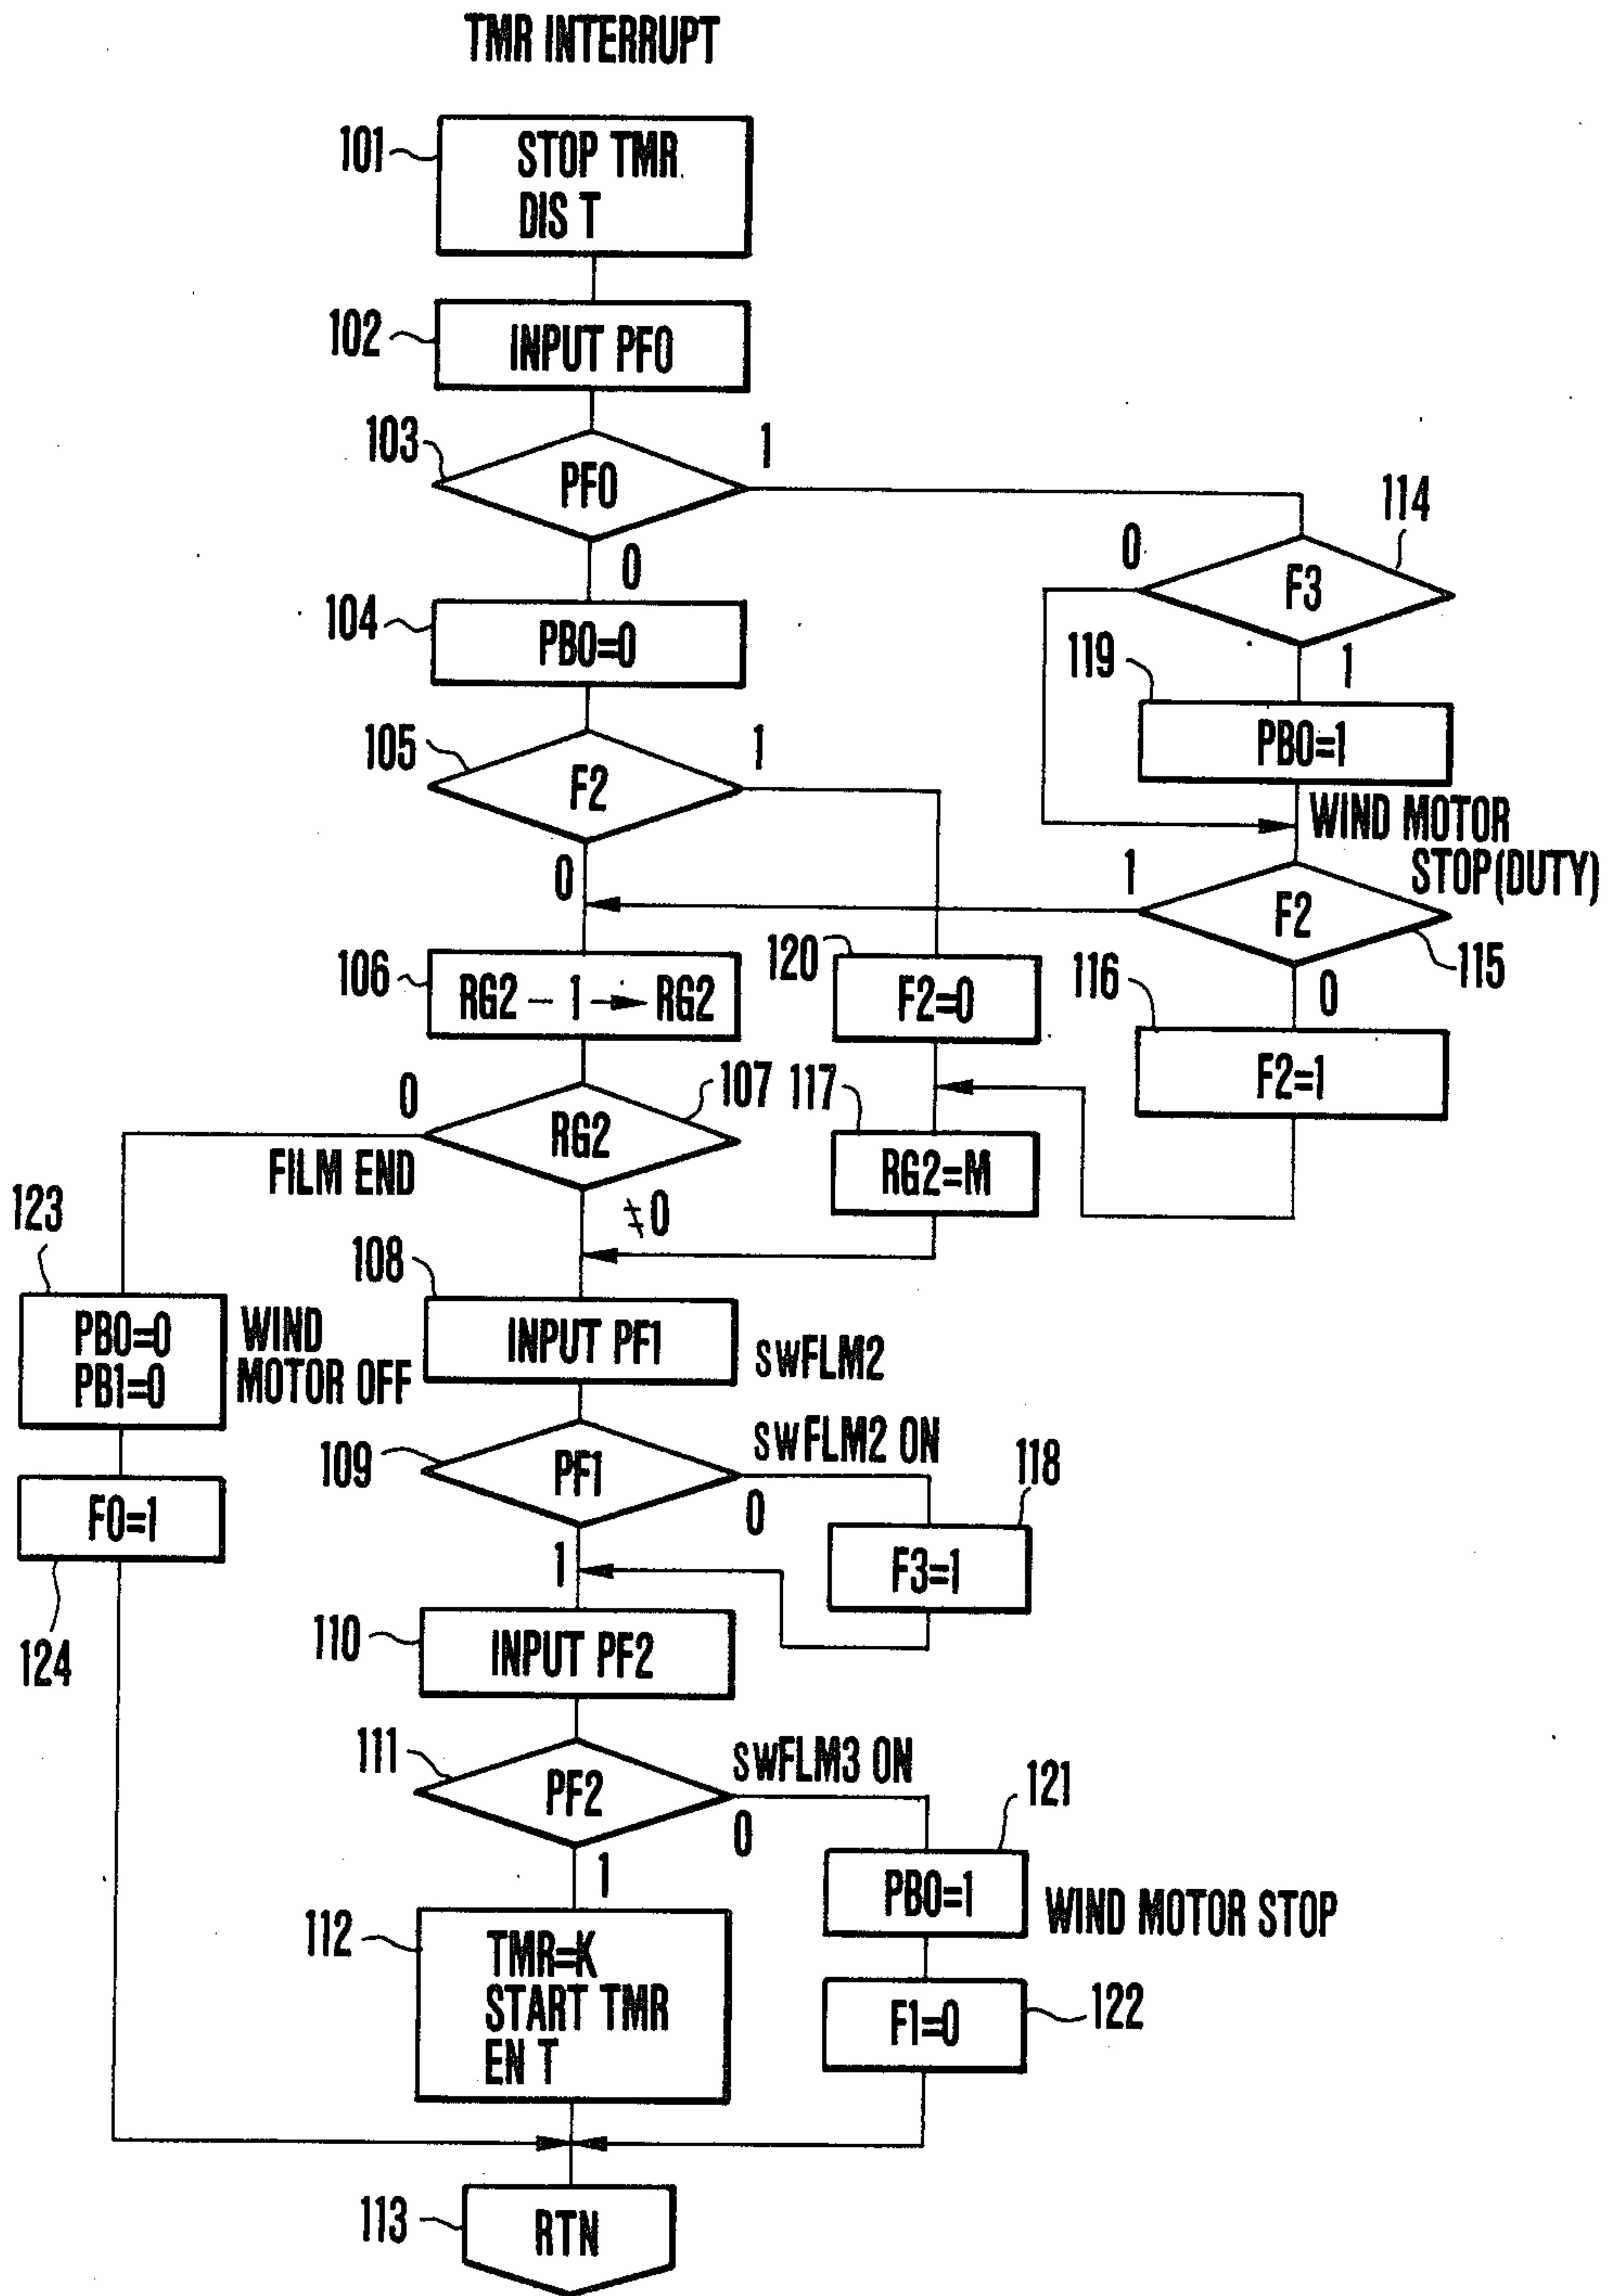 TMR INTERRUPT
101
STOP TMR
DIS T
102
INPUT PF0
103
PF0
1
0
114
F3
0
1
104
PB0=0
119
PB0=1
105
F2
1
0
WIND MOTOR
STOP(DUTY)
F2
1
0
115
106
RG2 - 1 → RG2
120
F2=0
116
F2=1
107
RG2
0
FILM END
≠0
117
RG2=M
123
PB0=0
PB1=0
WIND
MOTOR OFF
108
INPUT PF1
swFLM2
109
PF1
swFLM2 ON
0
1
118
F3=1
F0=1
124
110
INPUT PF2
111
PF2
swFLM3 ON
0
1
121
PB0=1
WIND MOTOR STOP
112
TMR=K
START TMR
EN T
F1=0
122
113
RTN